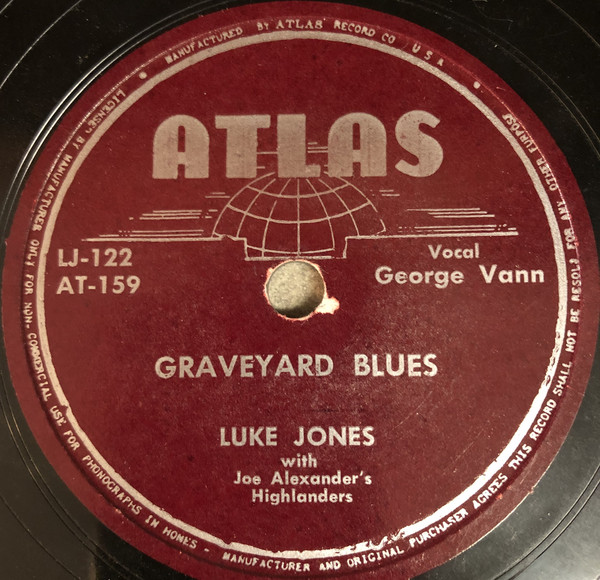 MANUFACTURED BY ATLAS RECORD CO., U.S.A.
ATLAS
LJ-122
AT-159
Vocal
George Vann
GRAVEYARD BLUES
LUKE JONES
with
Joe Alexander's
Highlanders
LICENSED BY MANUFACTURER ONLY FOR NON-COMMERCIAL USE FOR PHONOGRAPHS IN HOMES - MANUFACTURER AND ORIGINAL PURCHASER AGREES THIS RECORD SHALL NOT BE RESOLD FOR ANY OTHER PURPOSE